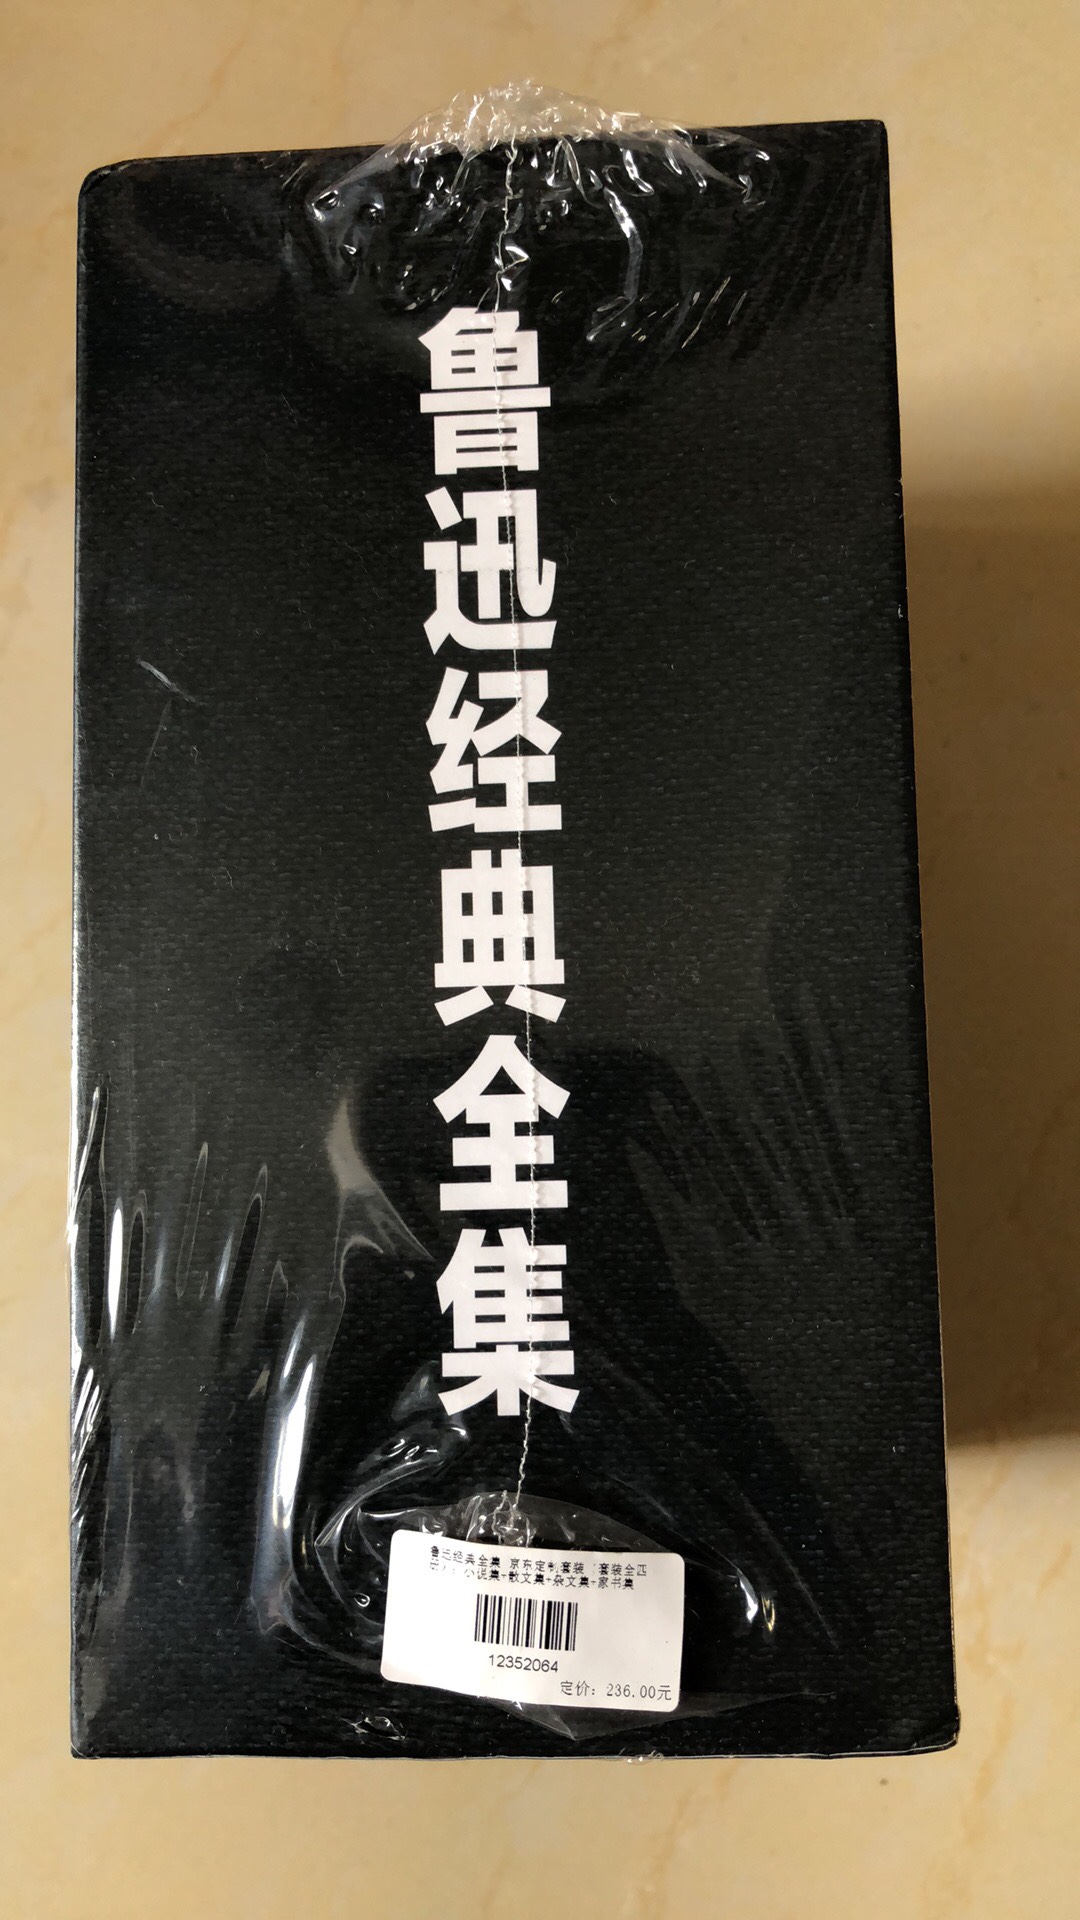 鲁迅经典全集
鲁迅经典全集 京东定制套装 套装全四
小说集+散文集+杂文集+家书集
12352064
定价：236.00元